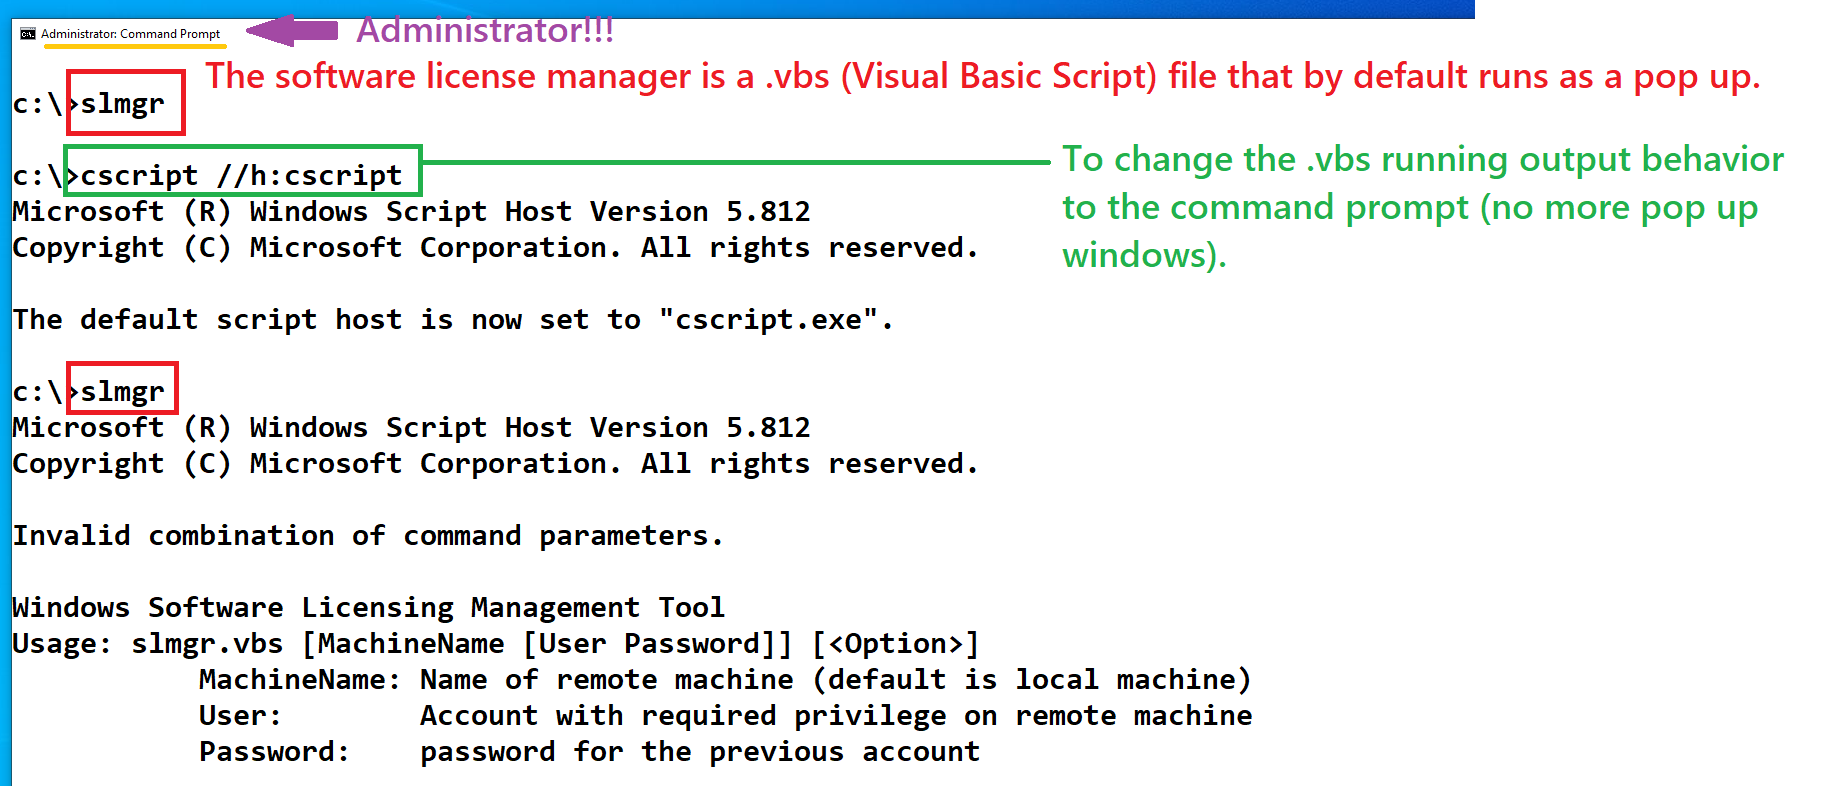 Administrator: Command Prompt
Administrator!!!
The software license manager is a .vbs (Visual Basic Script) file that by default runs as a pop up.
c:\>slmgr
c:\>cscript //h:cscript
Microsoft (R) Windows Script Host Version 5.812
Copyright (C) Microsoft Corporation. All rights reserved.
To change the .vbs running output behavior
to the command prompt (no more pop up
windows).
The default script host is now set to "cscript.exe".
c:\>slmgr
Microsoft (R) Windows Script Host Version 5.812
Copyright (C) Microsoft Corporation. All rights reserved.
Invalid combination of command parameters.
Windows Software Licensing Management Tool
Usage: slmgr.vbs [MachineName [User Password]] [<Option>]
MachineName: Name of remote machine (default is local machine)
User: Account with required privilege on remote machine
Password: password for the previous account